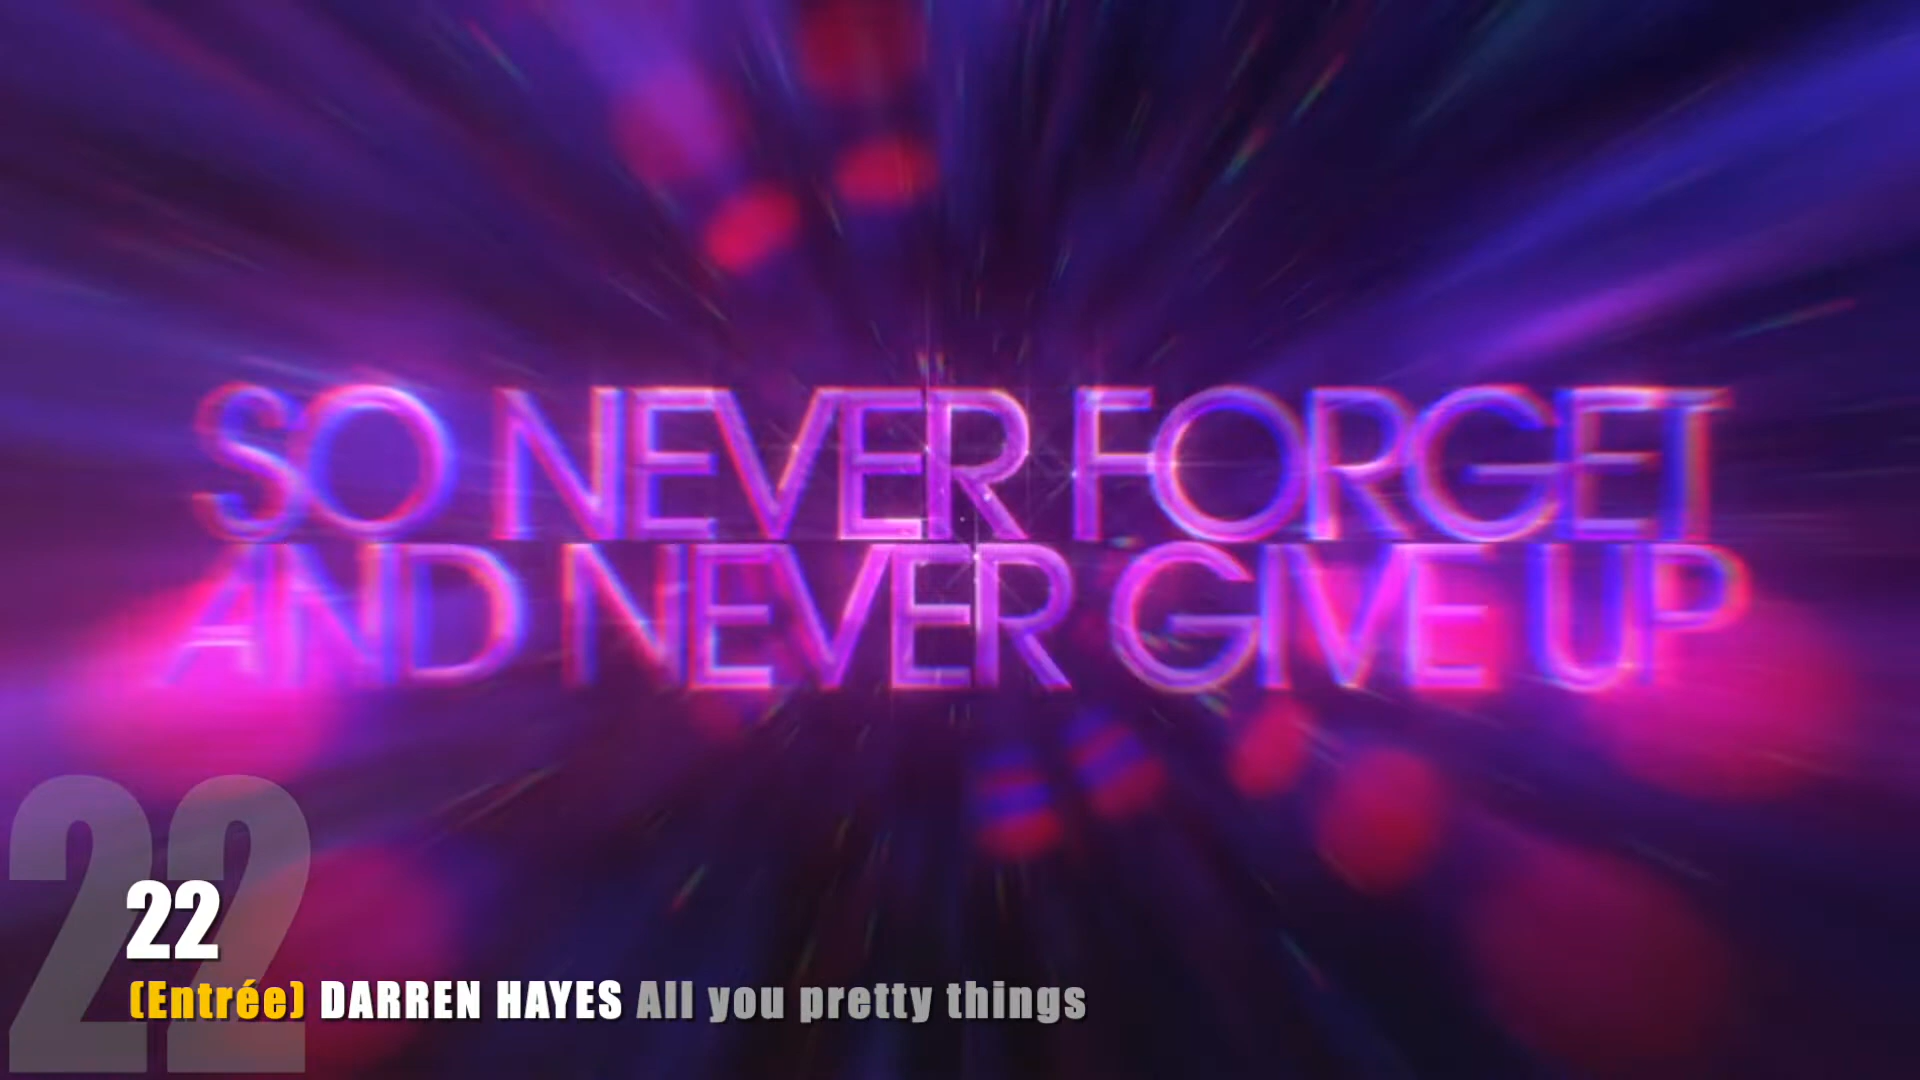 SO NEVER FORGET
AND NEVER GIVE UP
22
22
(Entrée) DARREN HAYES All you pretty things